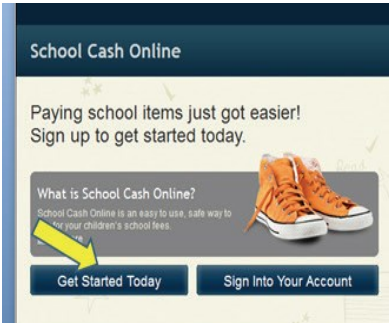 School Cash Online
Paying school items just got easier!
Sign up to get started today.
What is School Cash Online?
School Cash Online is an easy to use, safe way to
for your children's school fees.
Get Started Today
Sign Into Your Account